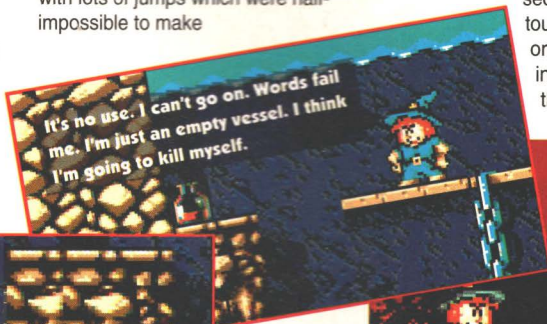 with lots of jumps which were half-
impossible to make
It's no use. I can't go on. Words fail
me. I'm just an empty vessel. I think
I'm going to kill myself.